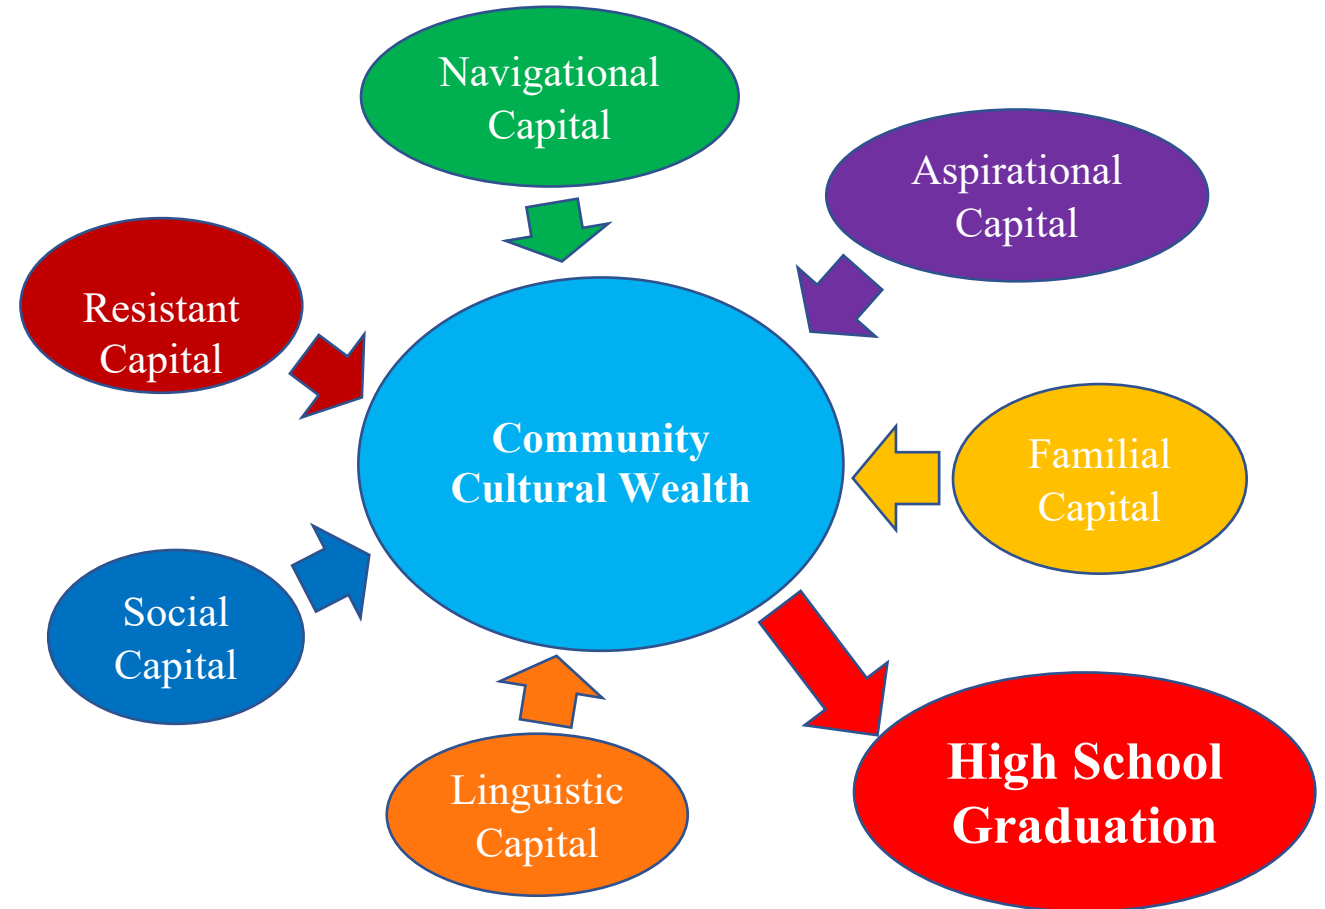 Navigational
Capital
Aspirational
Capital
Resistant
Capital
Community
Cultural Wealth
Familial
Capital
Social
Capital
Linguistic
Capital
High School
Graduation